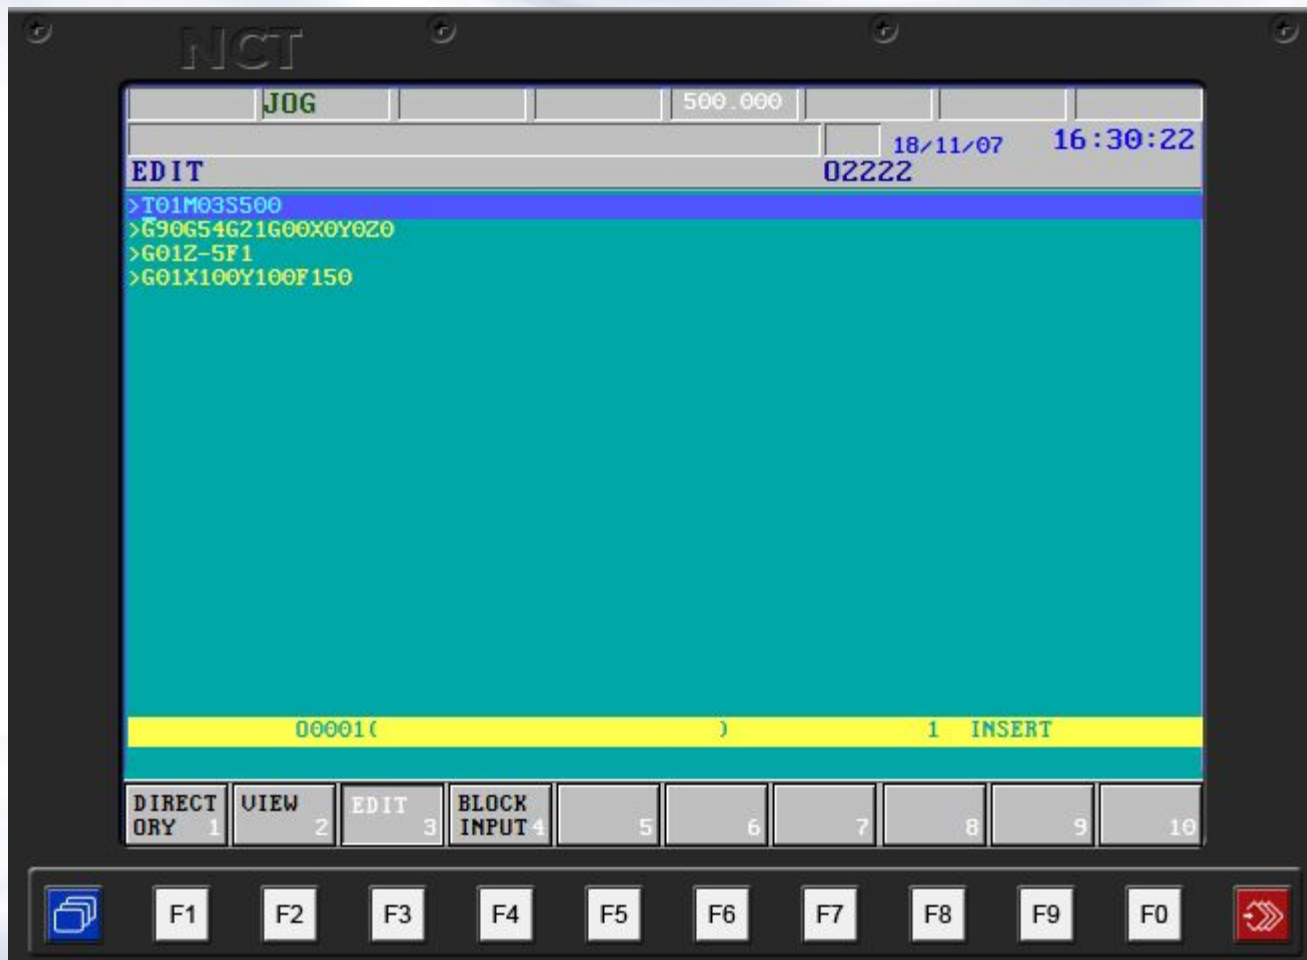 NCT
JOG 500.000
18/11/07 16:30:22
EDIT O2222
>T01M03S500
>G90G54G21G00X0Y0Z0
>G01Z-5F1
>G01X100Y100F150
O0001( ) 1 INSERT
DIRECT VIEW EDIT BLOCK
ORY 1 2 3 INPUT 4 5 6 7 8 9 10
F1 F2 F3 F4 F5 F6 F7 F8 F9 F0